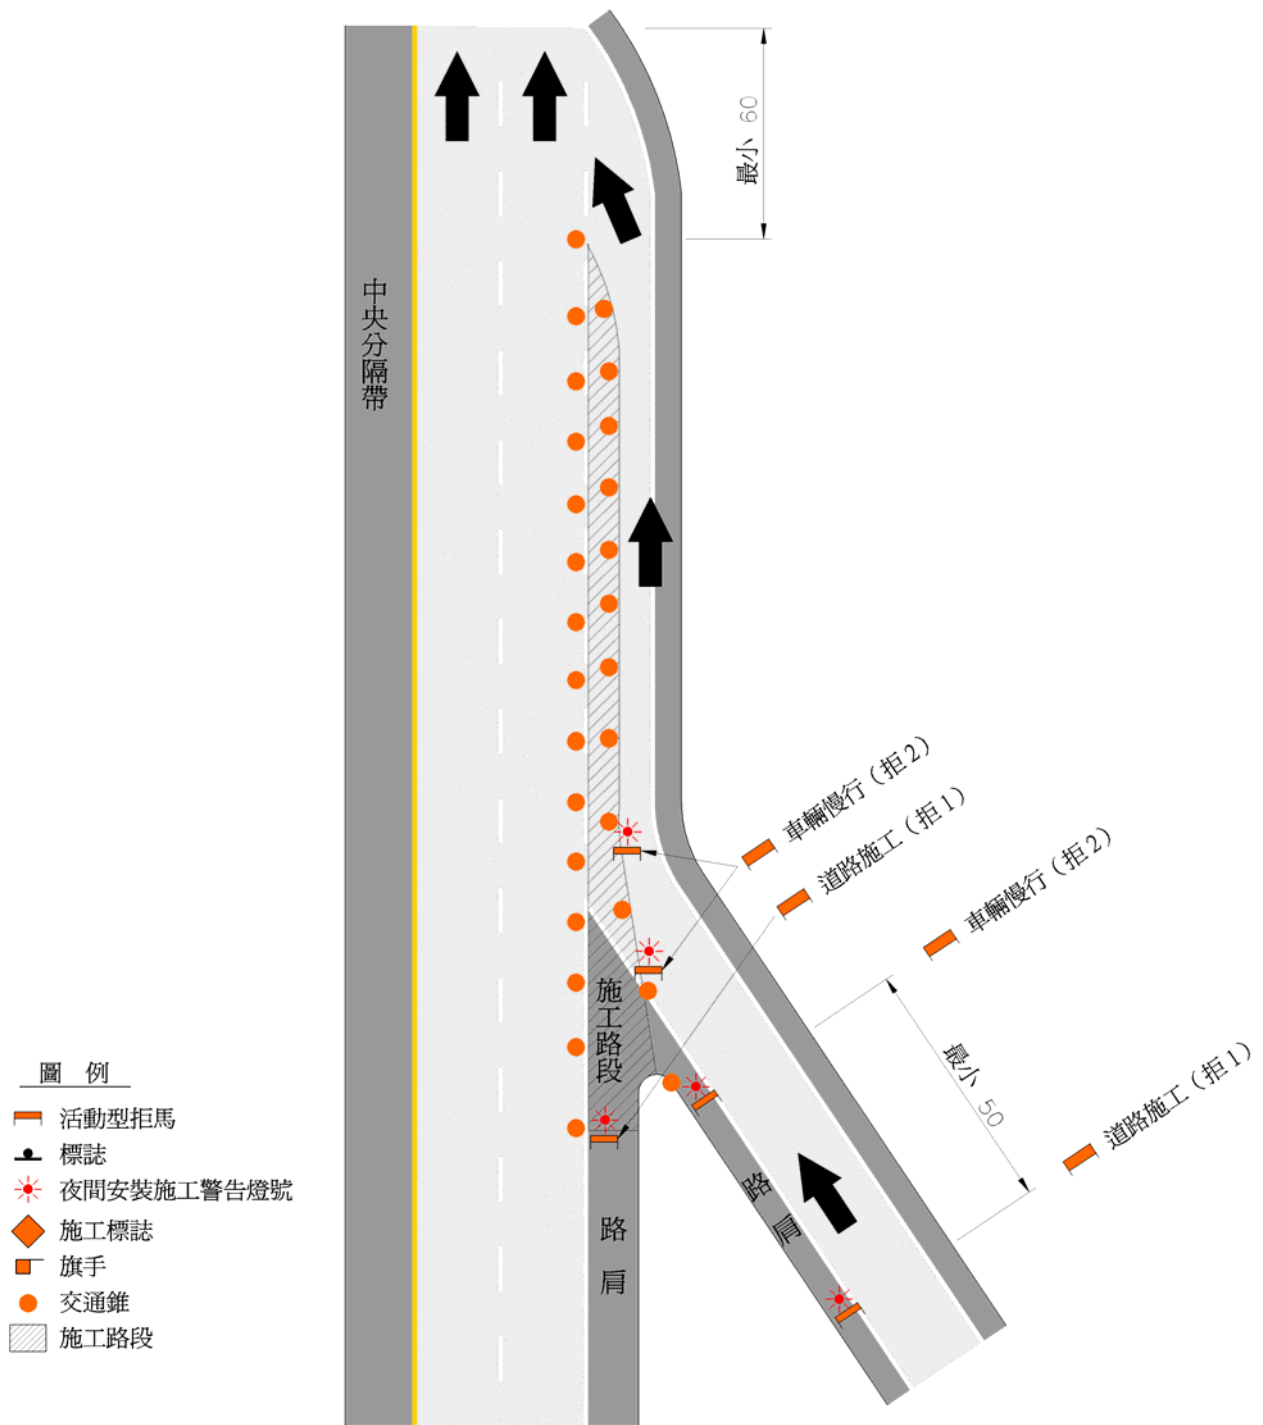 最小 60
中央分隔帶
車輛慢行（拒2）
道路施工（拒1）
車輛慢行（拒2）
最小 50
道路施工（拒1）
施工路段
路肩
路肩
圖 例
活動型拒馬
標誌
夜間安裝施工警告燈號
施工標誌
旗手
交通錐
施工路段